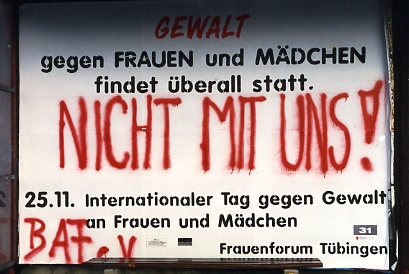 GEWALT
gegen FRAUEN und MÄDCHEN
findet überall statt.
NICHT MIT UNS!
25.11. Internationaler Tag gegen Gewalt
an Frauen und Mädchen
BAF e.V
31
Frauenforum Tübingen